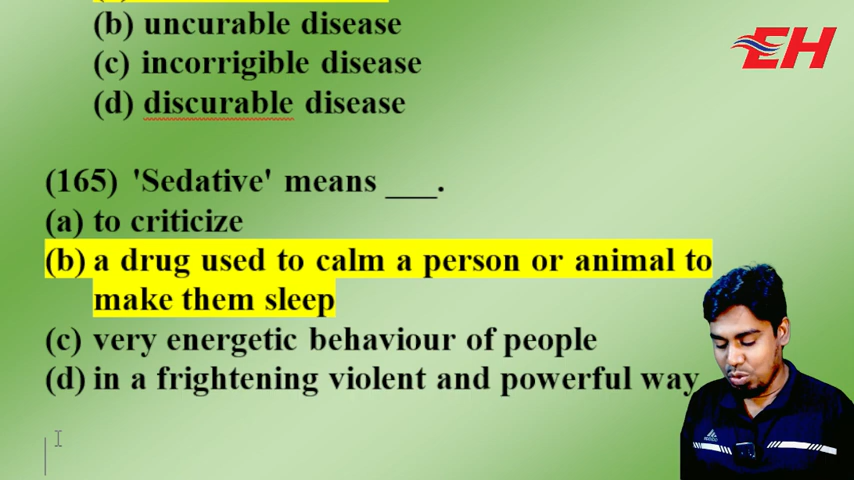 (b) uncurable disease
EH
(c) incorrigible disease
(d) discurable disease
(165) 'Sedative' means ___.
(a) to criticize
(b) a drug used to calm a person or animal to
make them sleep
(c) very energetic behaviour of people
(d) in a frightening violent and powerful way